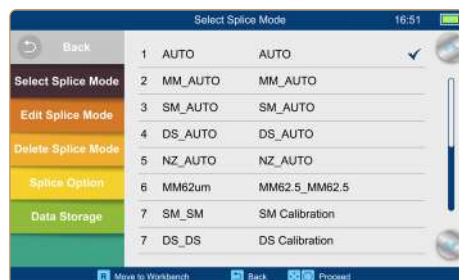 Select Splice Mode 16:51
Back
Select Splice Mode
Edit Splice Mode
Delete Splice Mode
Splice Option
Data Storage
1 AUTO AUTO
2 MM_AUTO MM_AUTO
3 SM_AUTO SM_AUTO
4 DS_AUTO DS_AUTO
5 NZ_AUTO NZ_AUTO
6 MM62um MM62.5_MM62.5
7 SM_SM SM Calibration
7 DS_DS DS Calibration
R Move to Workbench Back Proceed